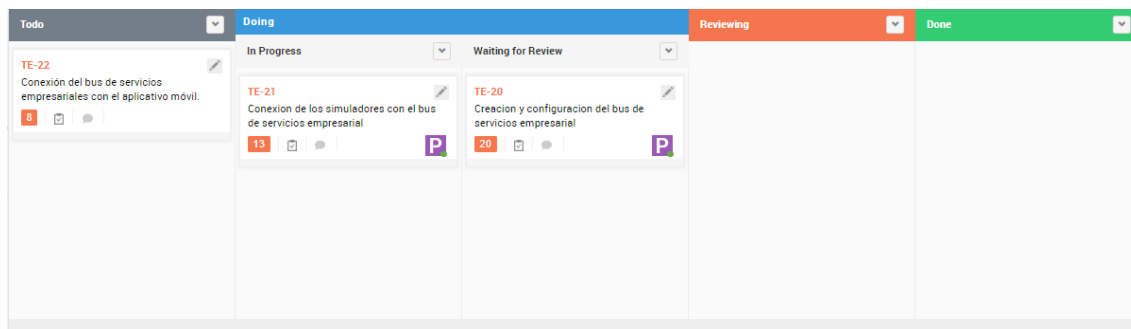 Todo
Doing
Reviewing
Done
In Progress
Waiting for Review
TE-22
Conexión del bus de servicios
empresariales con el aplicativo móvil.
8
TE-21
Conexion de los simuladores con el bus
de servicios empresarial
13
P
TE-20
Creacion y configuracion del bus de
servicios empresarial
20
P